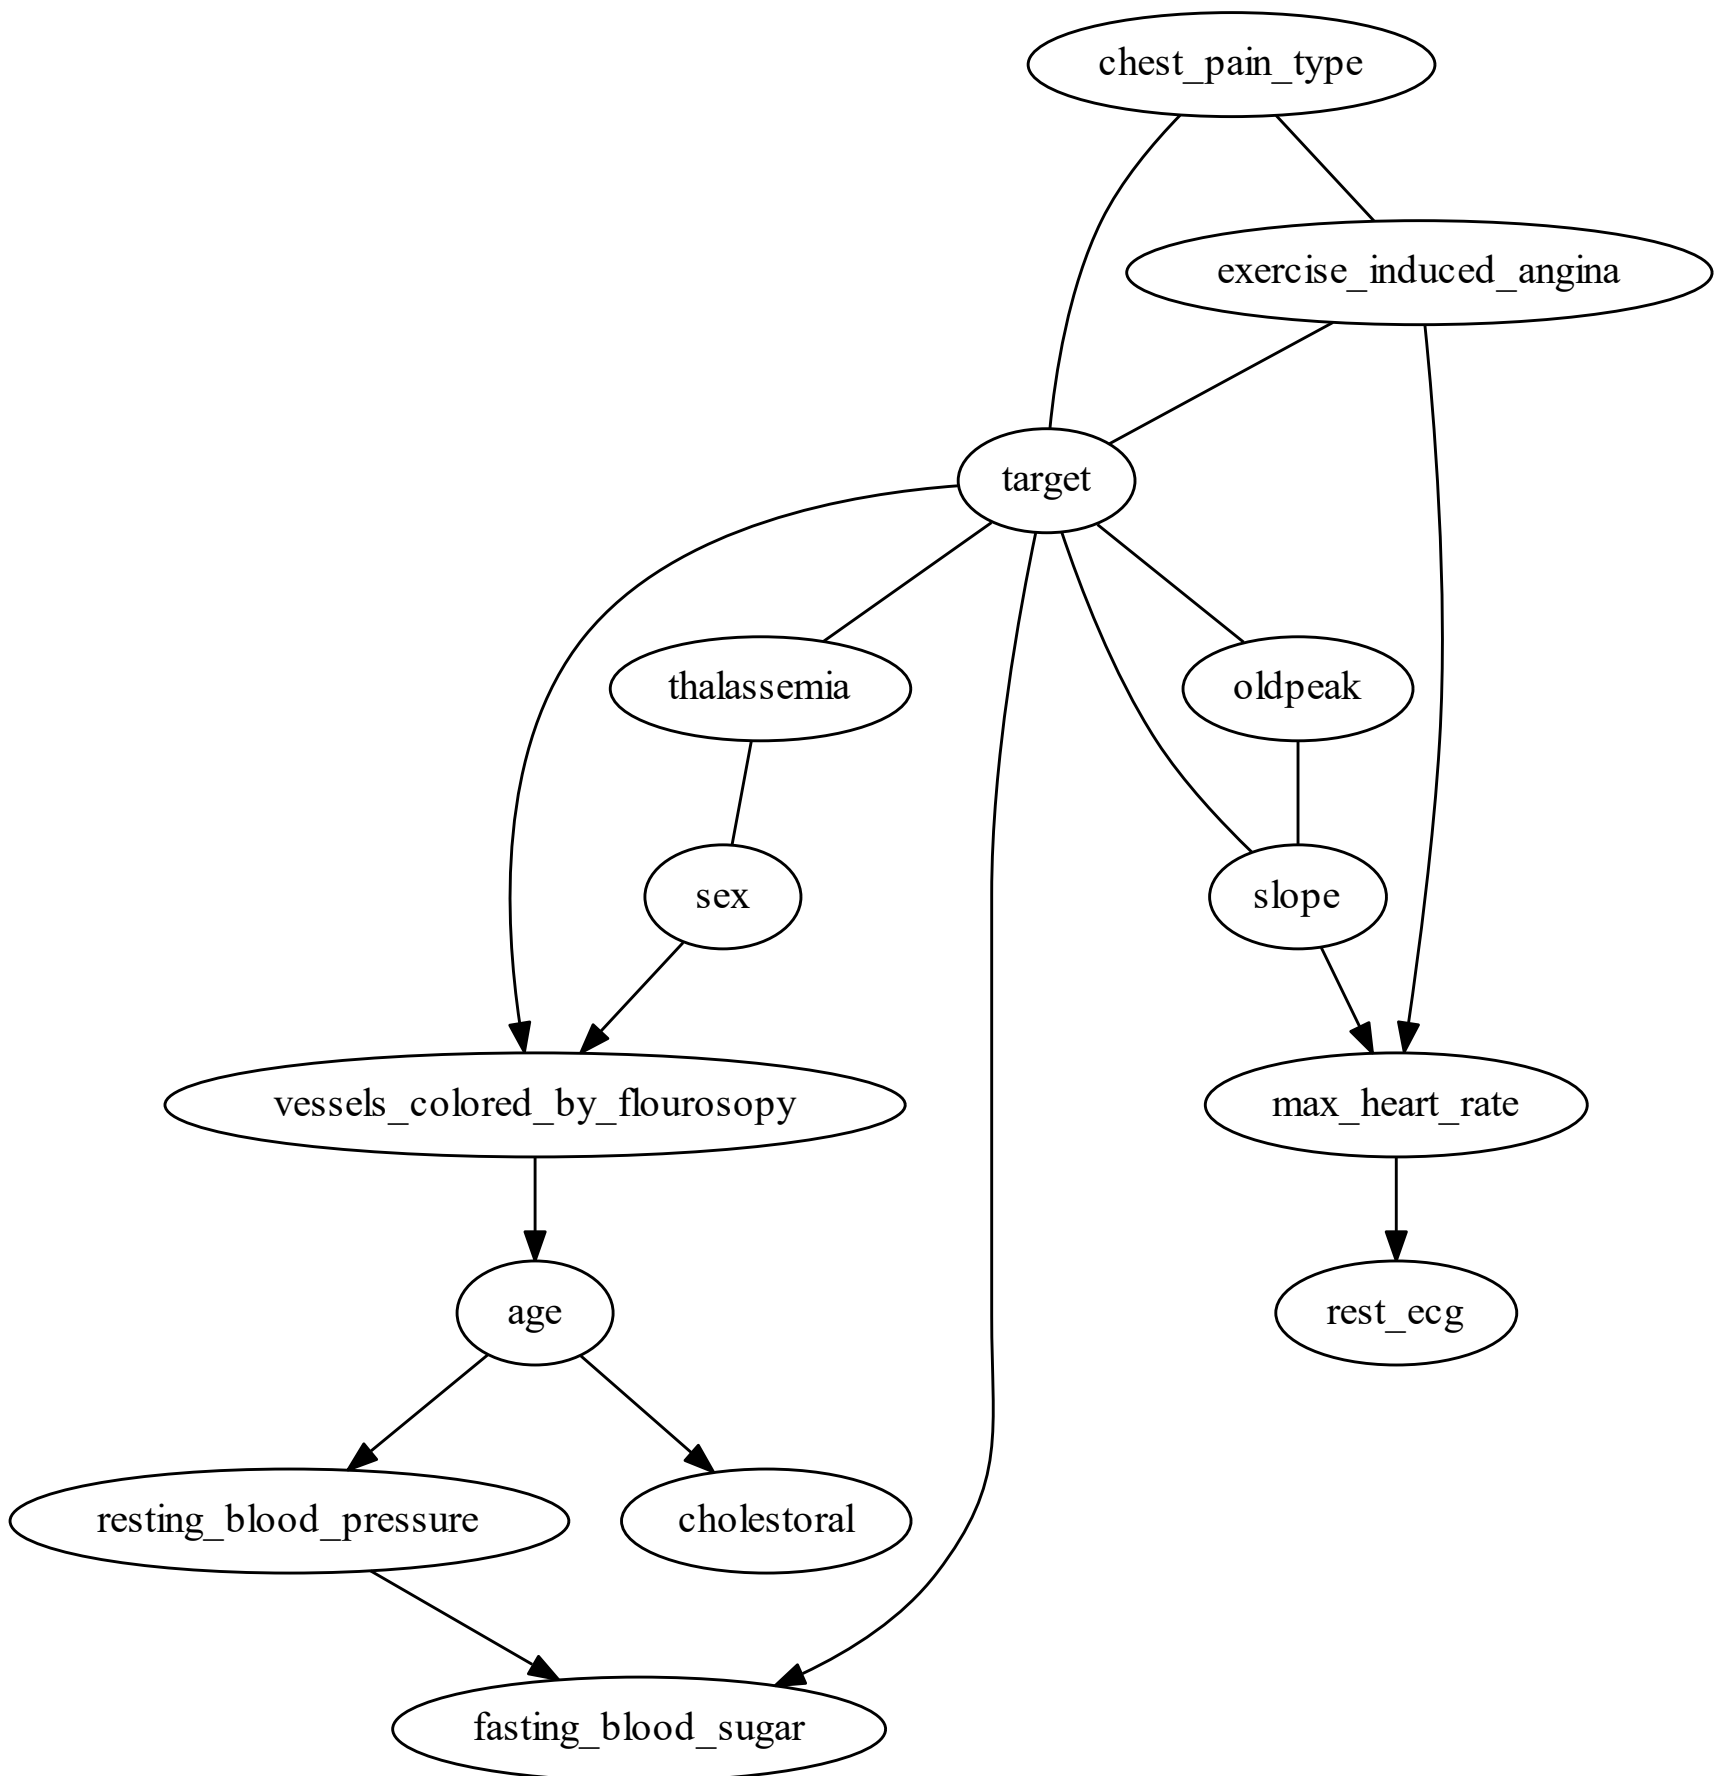 chest_pain_type
exercise_induced_angina
target
thalassemia
oldpeak
sex
slope
vessels_colored_by_flourosopy
max_heart_rate
age
rest_ecg
resting_blood_pressure
cholestoral
fasting_blood_sugar